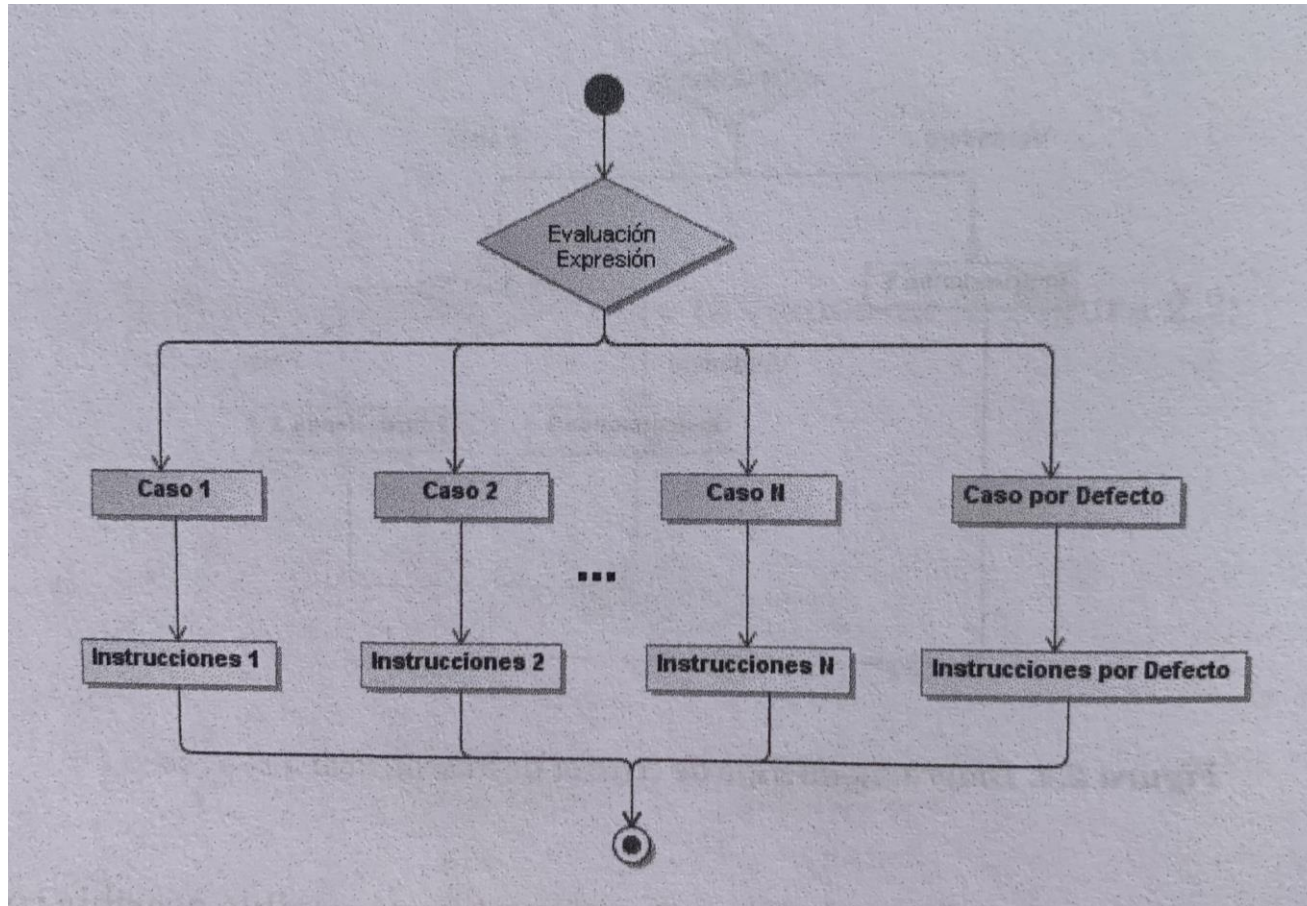 Evaluación
Expresión
Caso 1
Caso 2
Caso N
Caso por Defecto
...
Instrucciones 1
Instrucciones 2
Instrucciones N
Instrucciones por Defecto